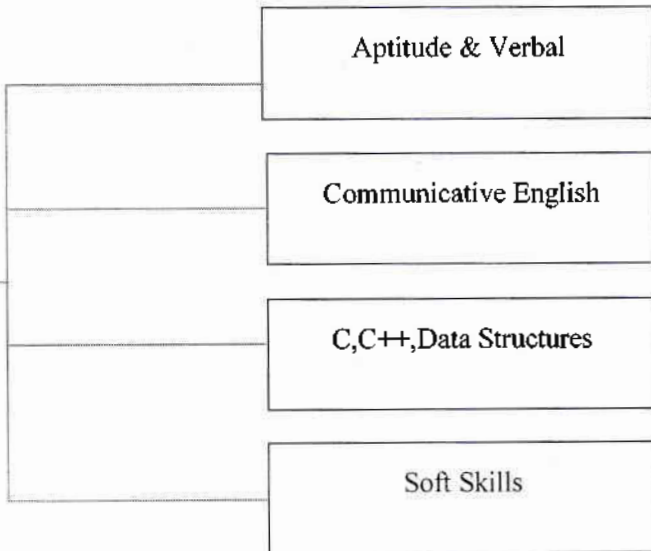 Aptitude & Verbal
Communicative English
C,C++,Data Structures
Soft Skills